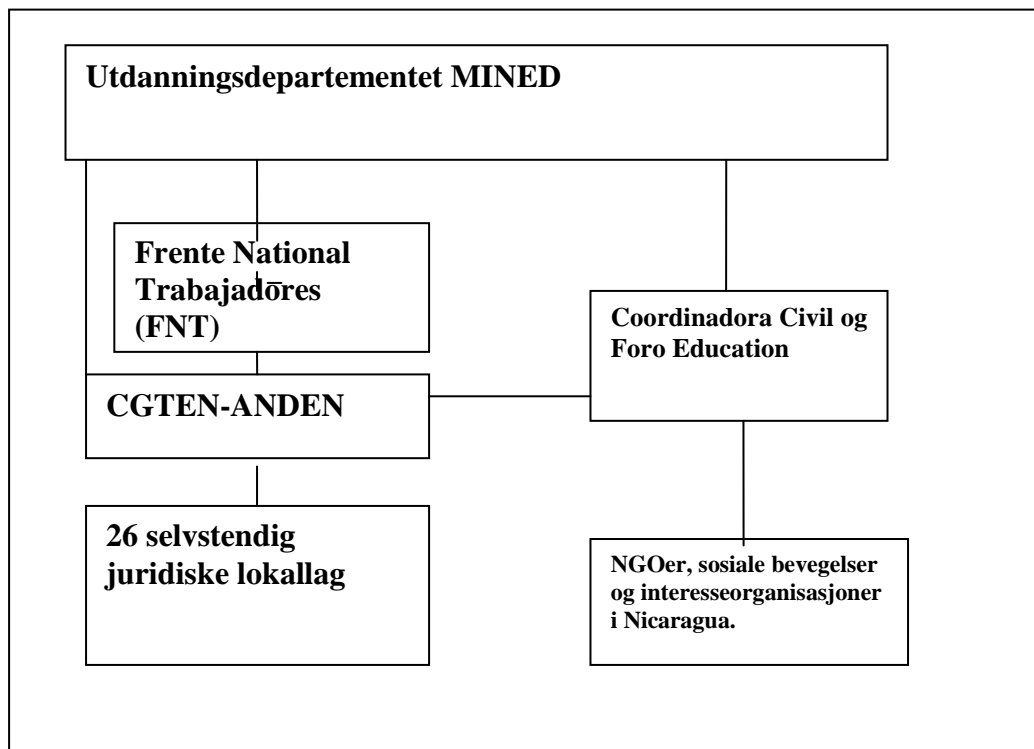 Utdanningsdepartementet MINED
Frente National
Trabajadores
(FNT)
Coordinadora Civil og
Foro Education
CGTEN-ANDEN
26 selvstendig
juridiske lokallag
NGOer, sosiale bevegelser
og interesseorganisasjoner
i Nicaragua.